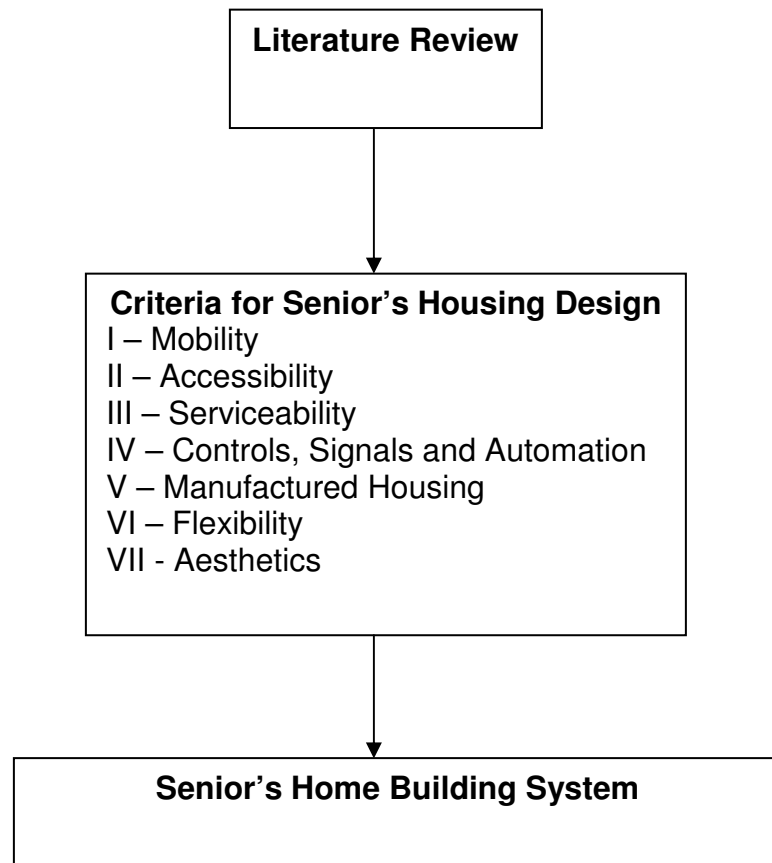 Literature Review
Criteria for Senior's Housing Design
I – Mobility
II – Accessibility
III – Serviceability
IV – Controls, Signals and Automation
V – Manufactured Housing
VI – Flexibility
VII - Aesthetics
Senior's Home Building System